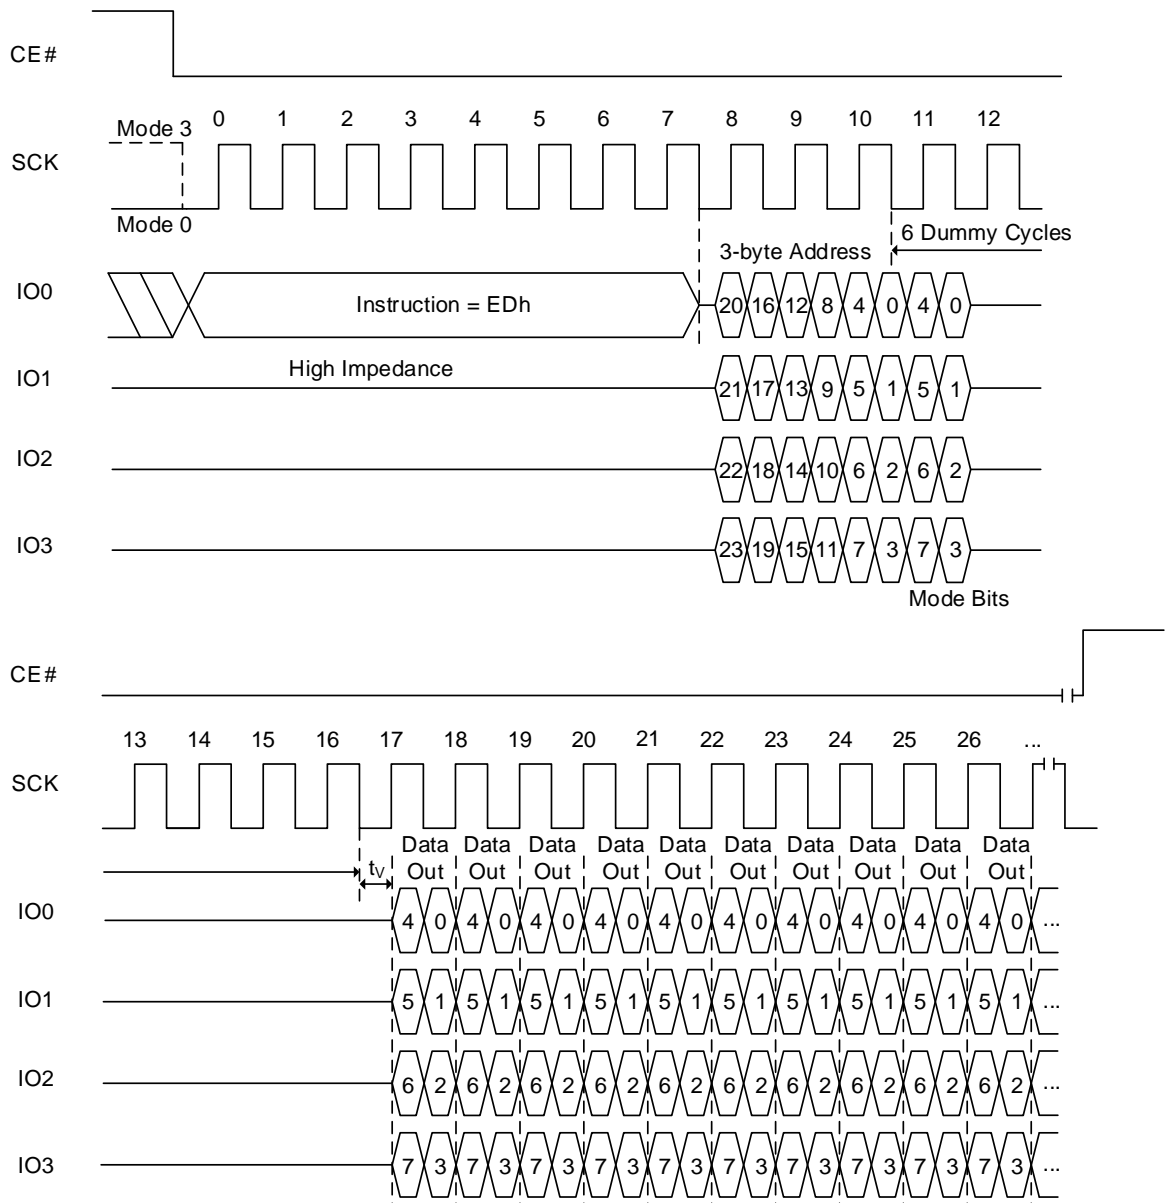 CE#
Mode 3 0 1 2 3 4 5 6 7 8 9 10 11 12
SCK
Mode 0
6 Dummy Cycles
3-byte Address
IO0 Instruction = EDh 20 16 12 8 4 0 4 0
High Impedance
IO1 21 17 13 9 5 1 5 1
IO2 22 18 14 10 6 2 6 2
IO3 23 19 15 11 7 3 7 3
Mode Bits
CE#
13 14 15 16 17 18 19 20 21 22 23 24 25 26 ...
SCK
Data Data Data Data Data Data Data Data Data Data
tV Out Out Out Out Out Out Out Out Out Out
IO0 4 0 4 0 4 0 4 0 4 0 4 0 4 0 4 0 4 0 4 0 ...
IO1 5 1 5 1 5 1 5 1 5 1 5 1 5 1 5 1 5 1 5 1 ...
IO2 6 2 6 2 6 2 6 2 6 2 6 2 6 2 6 2 6 2 6 2 ...
IO3 7 3 7 3 7 3 7 3 7 3 7 3 7 3 7 3 7 3 7 3 ...